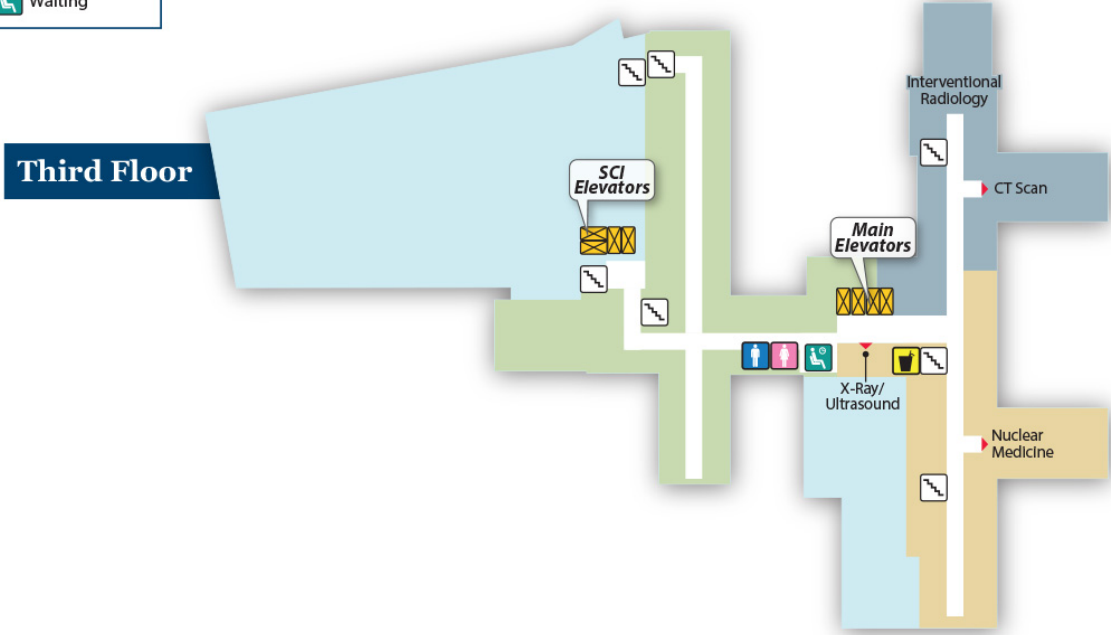 Waiting
Interventional
Radiology
Third Floor
SCI
Elevators
CT Scan
Main
Elevators
X-Ray/
Ultrasound
Nuclear
Medicine